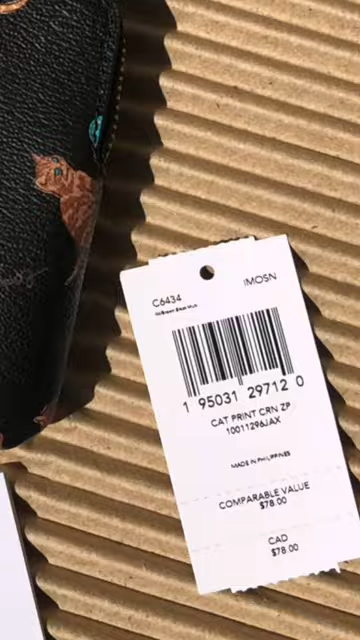 C6434
IMOSN
1 95031 29712 0
CAT PRINT CRN ZP
10011296JAX
MADE IN PHILIPPINES
COMPARABLE VALUE
$78.00
CAD
$78.00